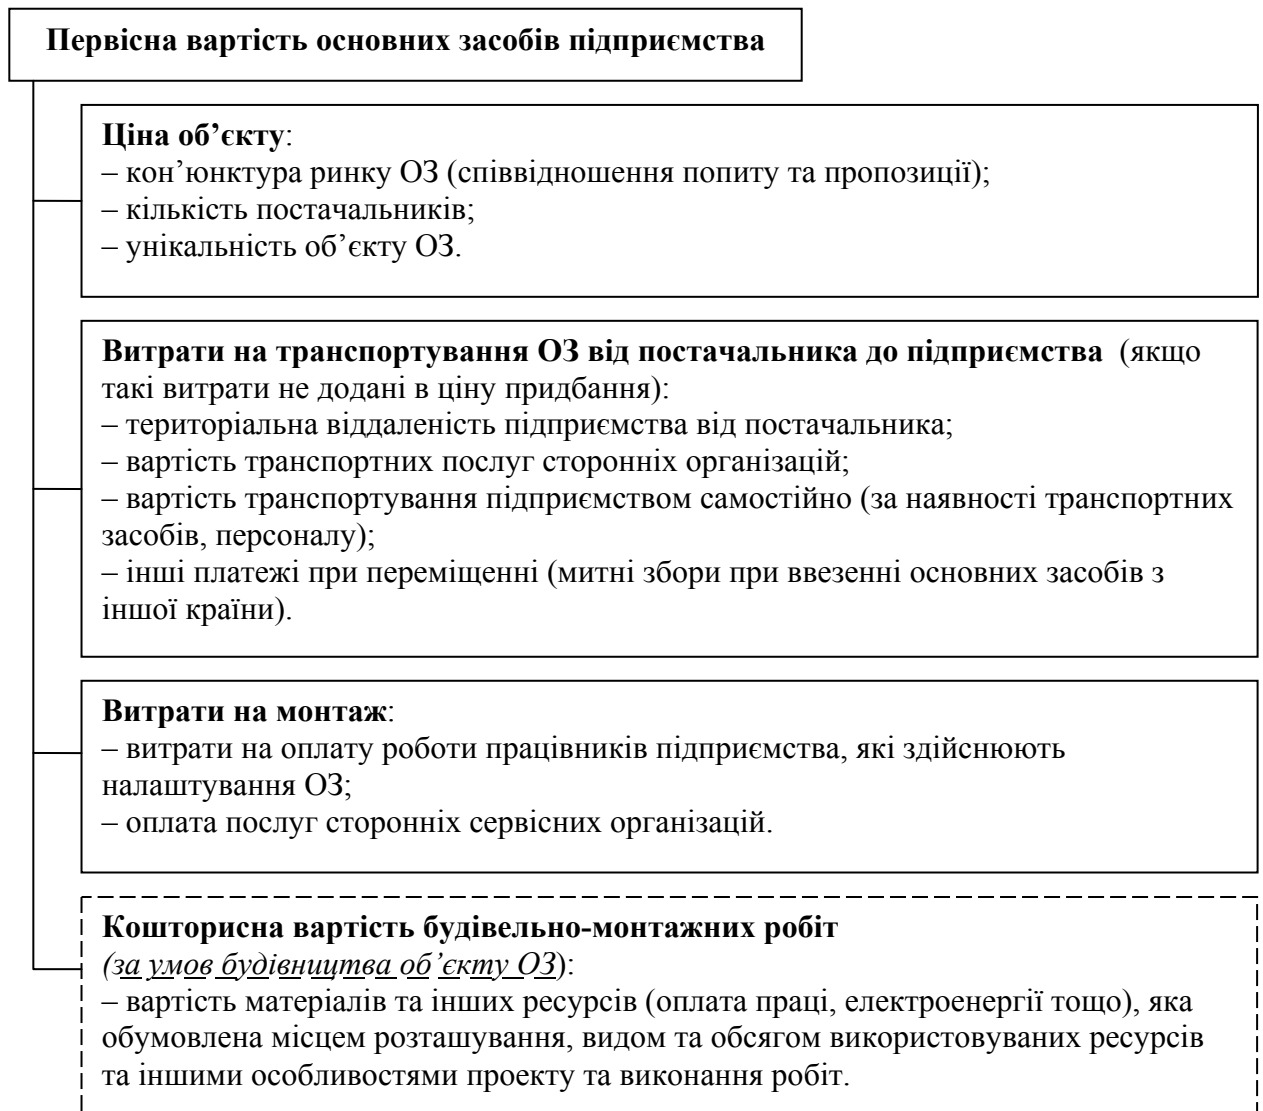 Первісна вартість основних засобів підприємства
Ціна об’єкту:
– кон’юнктура ринку ОЗ (співвідношення попиту та пропозиції);
– кількість постачальників;
– унікальність об’єкту ОЗ.
Витрати на транспортування ОЗ від постачальника до підприємства (якщо
такі витрати не додані в ціну придбання):
– територіальна віддаленість підприємства від постачальника;
– вартість транспортних послуг сторонніх організацій;
– вартість транспортування підприємством самостійно (за наявності транспортних
засобів, персоналу);
– інші платежі при переміщенні (митні збори при ввезенні основних засобів з
іншої країни).
Витрати на монтаж:
– витрати на оплату роботи працівників підприємства, які здійснюють
налаштування ОЗ;
– оплата послуг сторонніх сервісних організацій.
Кошторисна вартість будівельно-монтажних робіт
(за умов будівництва об’єкту ОЗ):
– вартість матеріалів та інших ресурсів (оплата праці, електроенергії тощо), яка
обумовлена місцем розташування, видом та обсягом використовуваних ресурсів
та іншими особливостями проекту та виконання робіт.